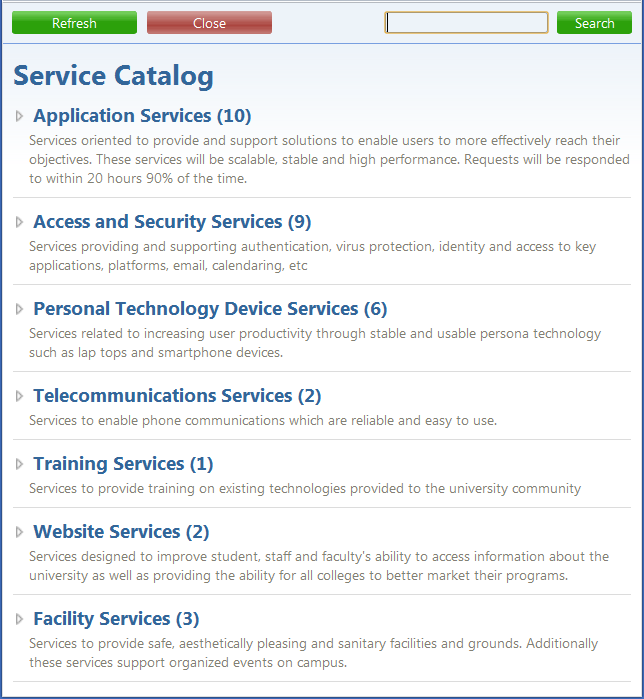 Refresh Close Search
Service Catalog
Application Services (10)
Services oriented to provide and support solutions to enable users to more effectively reach their
objectives. These services will be scalable, stable and high performance. Requests will be responded
to within 20 hours 90% of the time.
Access and Security Services (9)
Services providing and supporting authentication, virus protection, identity and access to key
applications, platforms, email, calendaring, etc
Personal Technology Device Services (6)
Services related to increasing user productivity through stable and usable persona technology
such as lap tops and smartphone devices.
Telecommunications Services (2)
Services to enable phone communications which are reliable and easy to use.
Training Services (1)
Services to provide training on existing technologies provided to the university community
Website Services (2)
Services designed to improve student, staff and faculty's ability to access information about the
university as well as providing the ability for all colleges to better market their programs.
Facility Services (3)
Services to provide safe, aesthetically pleasing and sanitary facilities and grounds. Additionally
these services support organized events on campus.